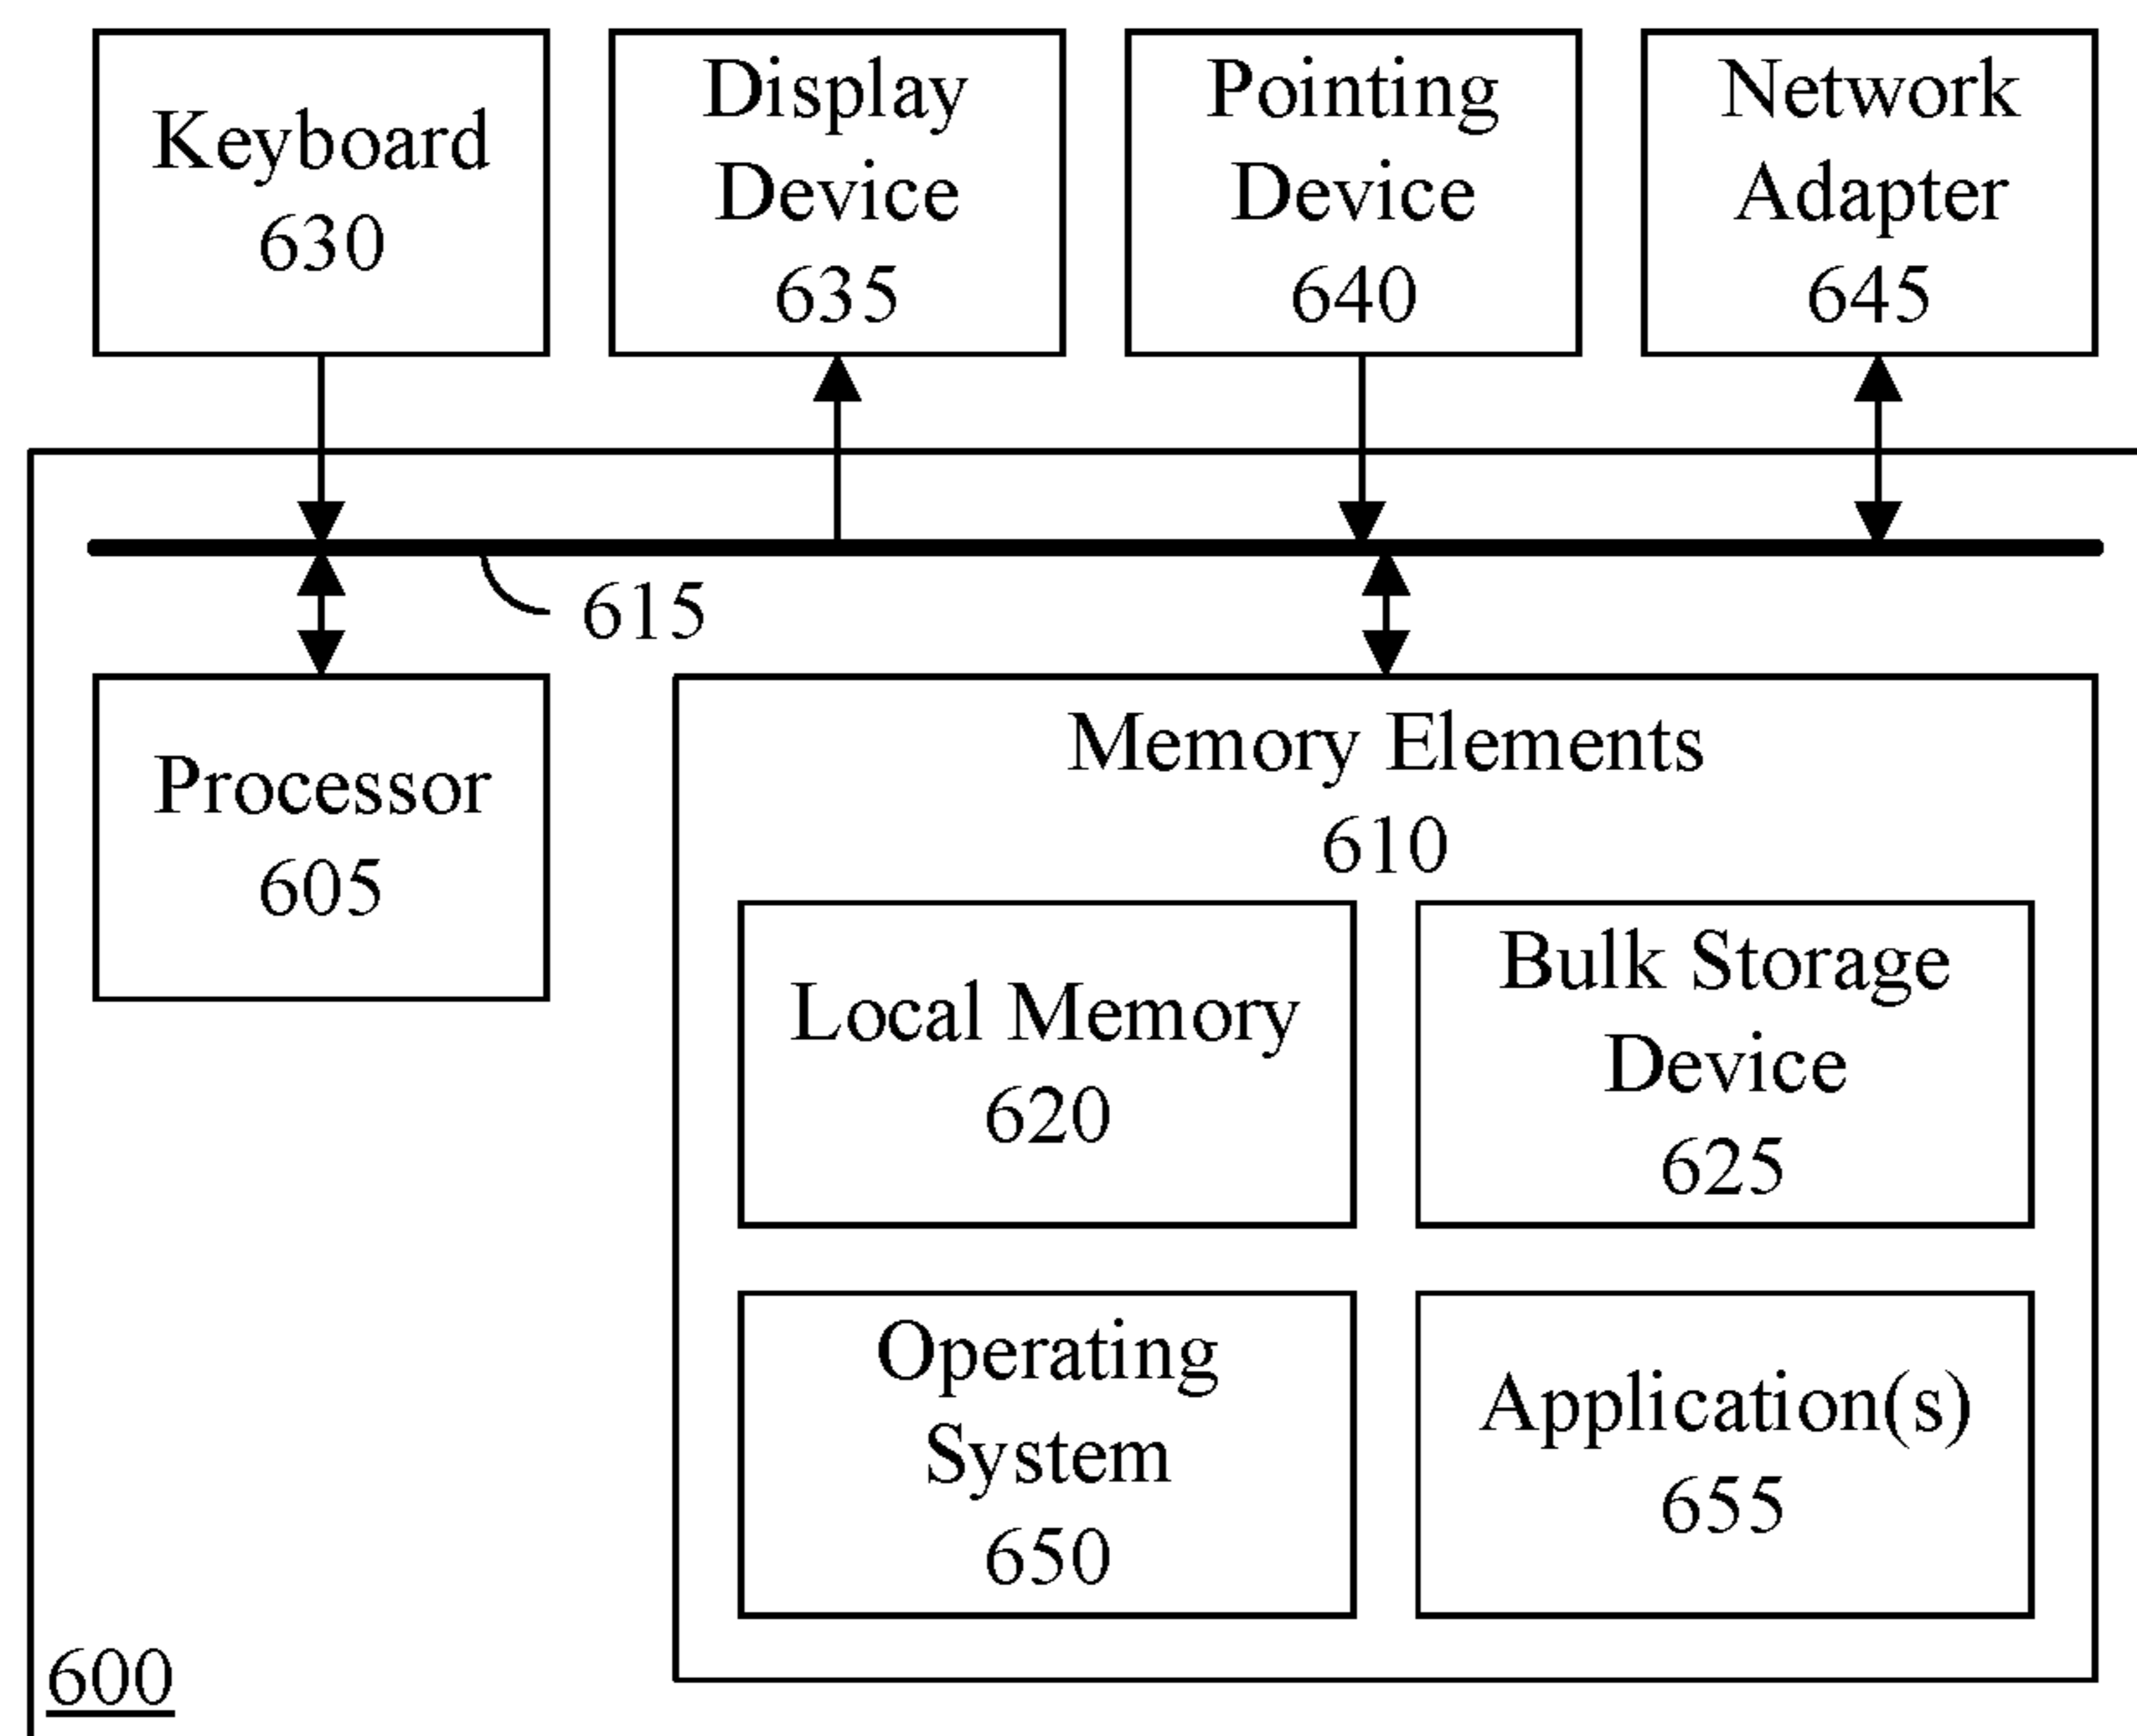 Keyboard
630
Display
Device
635
Pointing
Device
640
Network
Adapter
645
615
Processor
605
Memory Elements
610
Local Memory
620
Bulk Storage
Device
625
Operating
System
650
Application(s)
655
600